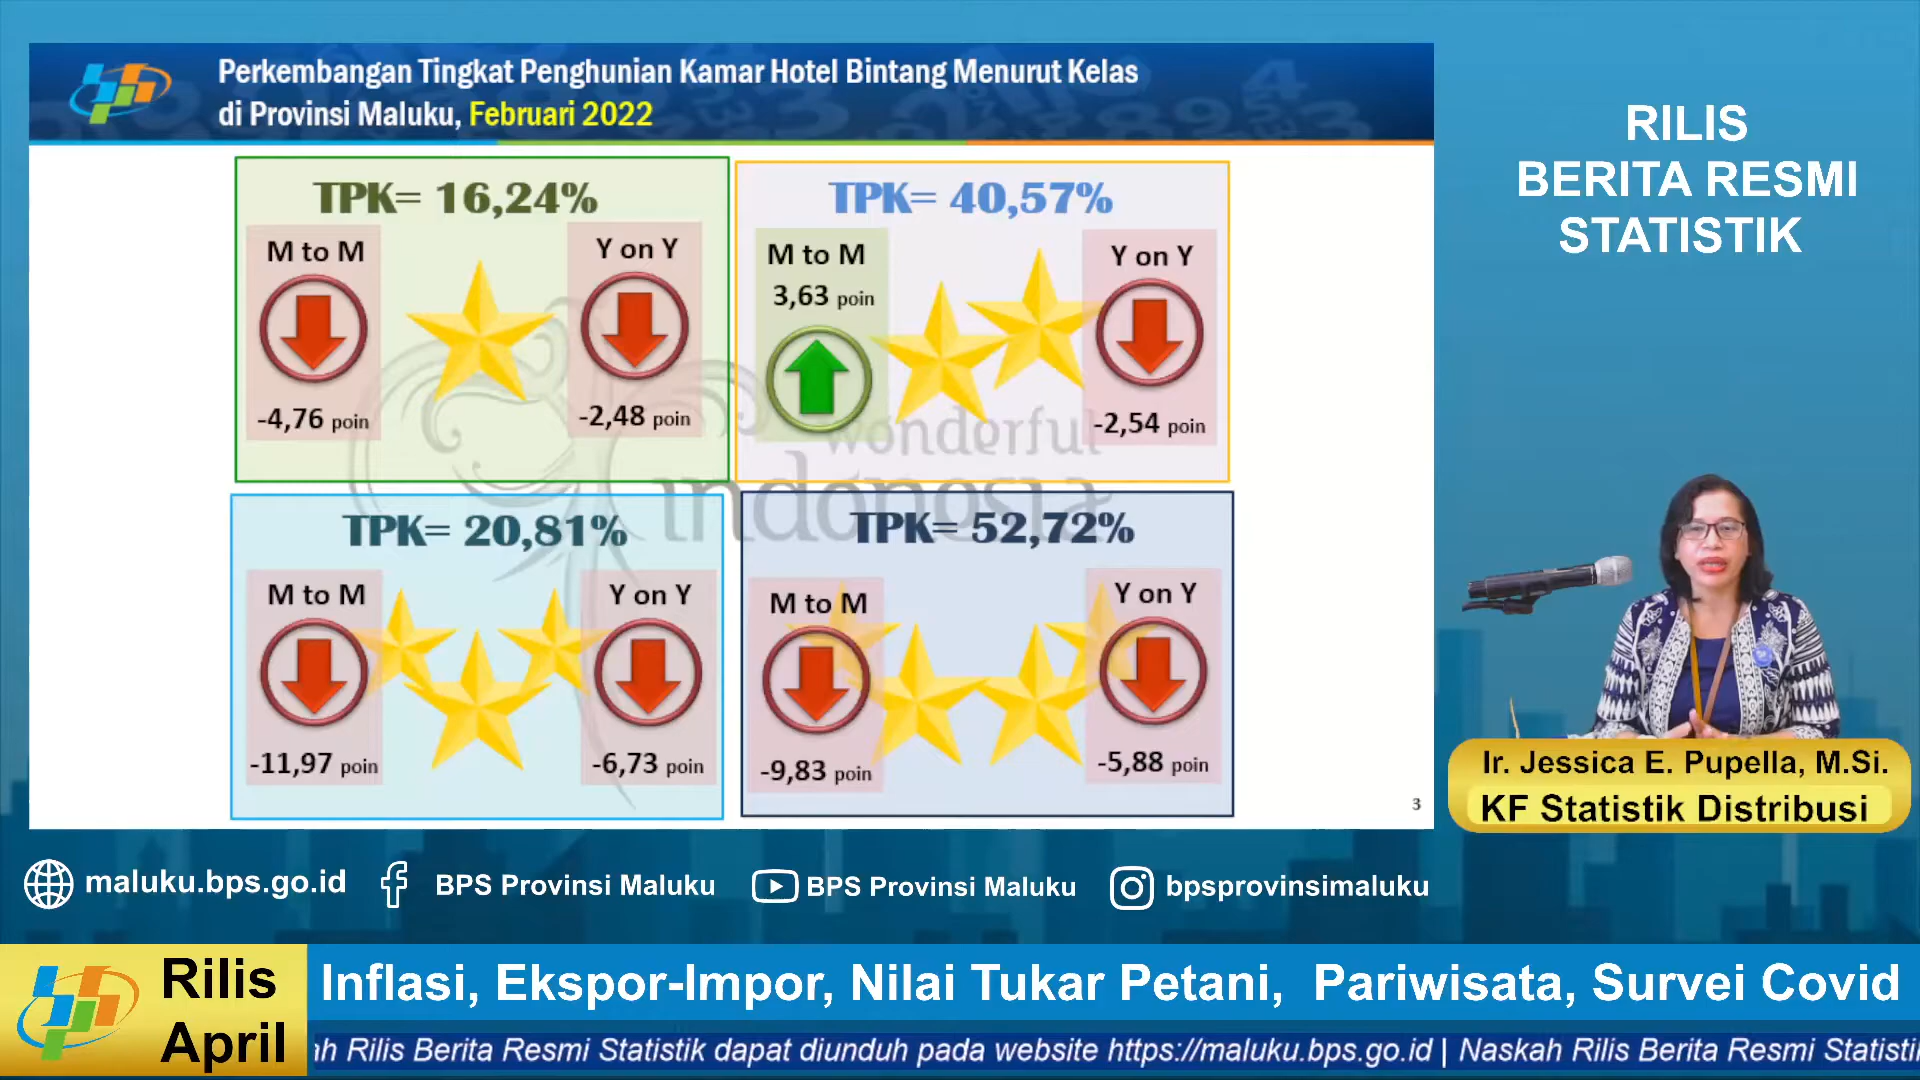 Perkembangan Tingkat Penghunian Kamar Hotel Bintang Menurut Kelas
di Provinsi Maluku, Februari 2022
TPK= 16,24%
M to M
-4,76 poin
Y on Y
-2,48 poin
TPK= 40,57%
M to M
3,63 poin
Y on Y
-2,54 poin
wonderful
indonesia
TPK= 20,81%
M to M
-11,97 poin
Y on Y
-6,73 poin
TPK= 52,72%
M to M
-9,83 poin
Y on Y
-5,88 poin
3
RILIS
BERITA RESMI
STATISTIK
Ir. Jessica E. Pupella, M.Si.
KF Statistik Distribusi
maluku.bps.go.id
BPS Provinsi Maluku
BPS Provinsi Maluku
bpsprovinsimaluku
Rilis
April
Inflasi, Ekspor-Impor, Nilai Tukar Petani, Pariwisata, Survei Covid
h Rilis Berita Resmi Statistik dapat diunduh pada website https://maluku.bps.go.id | Naskah Rilis Berita Resmi Statisti